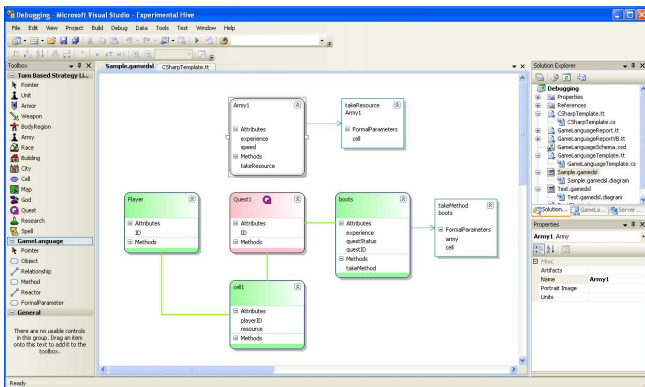 Debugging - Microsoft Visual Studio - Experimental Hive
File Edit View Project Build Debug Data Tools Test Window Help
Toolbox
Turn Based Strategy Li...
Pointer
Unit
Armor
Weapon
BodyRegion
Army
Race
Building
City
Cell
Map
God
Quest
Research
Spell
GameLanguage
Pointer
Object
Relationship
Method
Reactor
FormalParameter
General
There are no usable controls
in this group. Drag an item
onto this text to add it to the
toolbox.
Sample.gamedsl CSharpTemplate.tt
Army1
Attributes
experience
speed
Methods
takeResource
takeResource
Army1
FormalParameters
cell
Player
Attributes
ID
Methods
Quest1
Attributes
ID
Methods
boots
Attributes
experience
questStatus
questID
Methods
takeMethod
takeMethod
boots
FormalParameters
army
cell
cell1
Attributes
playerID
resource
Methods
Solution Explorer
Debugging
Properties
References
CSharpTemplate.tt
CSharpTemplate.cs
GameLanguageReport.tt
GameLanguageReportVB.tt
GameLanguageSchema.xsd
GameLanguageTemplate.tt
GameLanguageTemplate.cs
Sample.gamedsl
Sample.gamedsl.diagram
Test.gamedsl
Test.gamedsl.diagram
Solution... GameLa... Server ...
Properties
Army1 Army
Misc
Artifacts
Name Army1
Portrait Image
Units
Ready